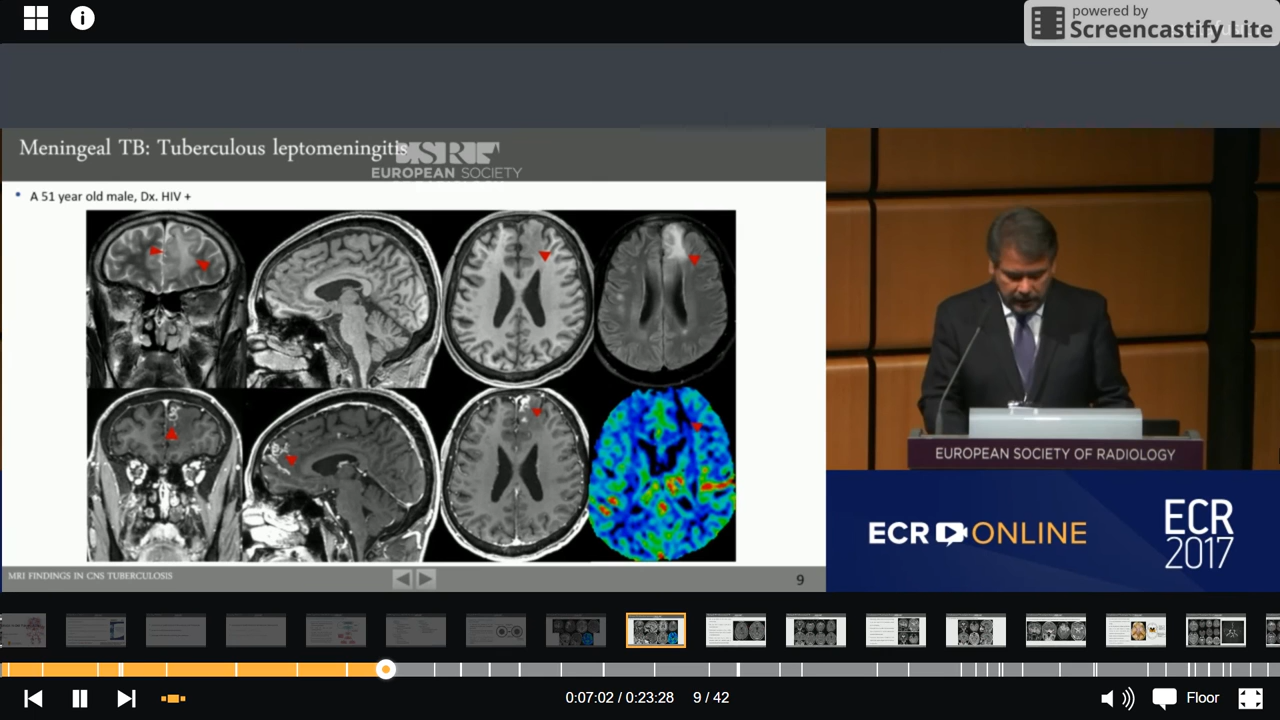 powered by
Screencastify Lite
Meningeal TB: Tuberculous leptomeningitis
EUROPEAN SOCIETY
* A 51 year old male, Dx. HIV +
EUROPEAN SOCIETY OF RADIOLOGY
ECR ONLINE
ECR
2017
MRI FINDINGS IN CNS TUBERCULOSIS
9
0:07:02 / 0:23:28
9 / 42
Floor